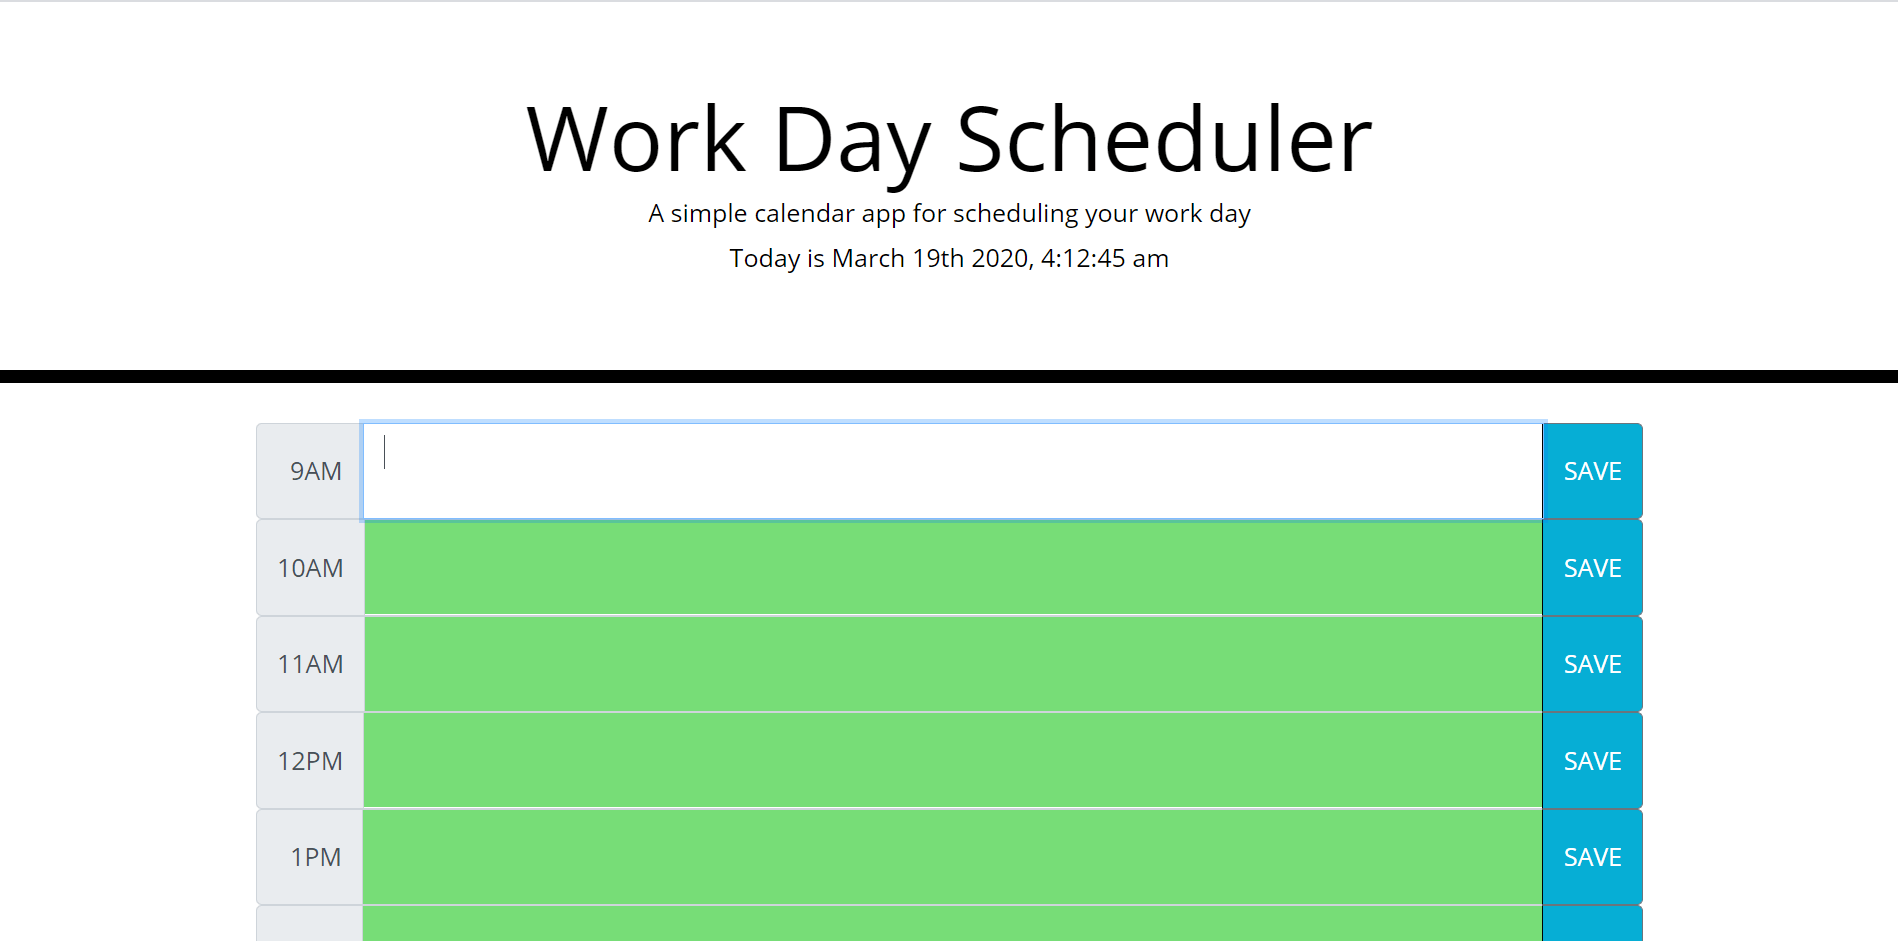 Work Day Scheduler
A simple calendar app for scheduling your work day
Today is March 19th 2020, 4:12:45 am
9AM SAVE
10AM SAVE
11AM SAVE
12PM SAVE
1PM SAVE